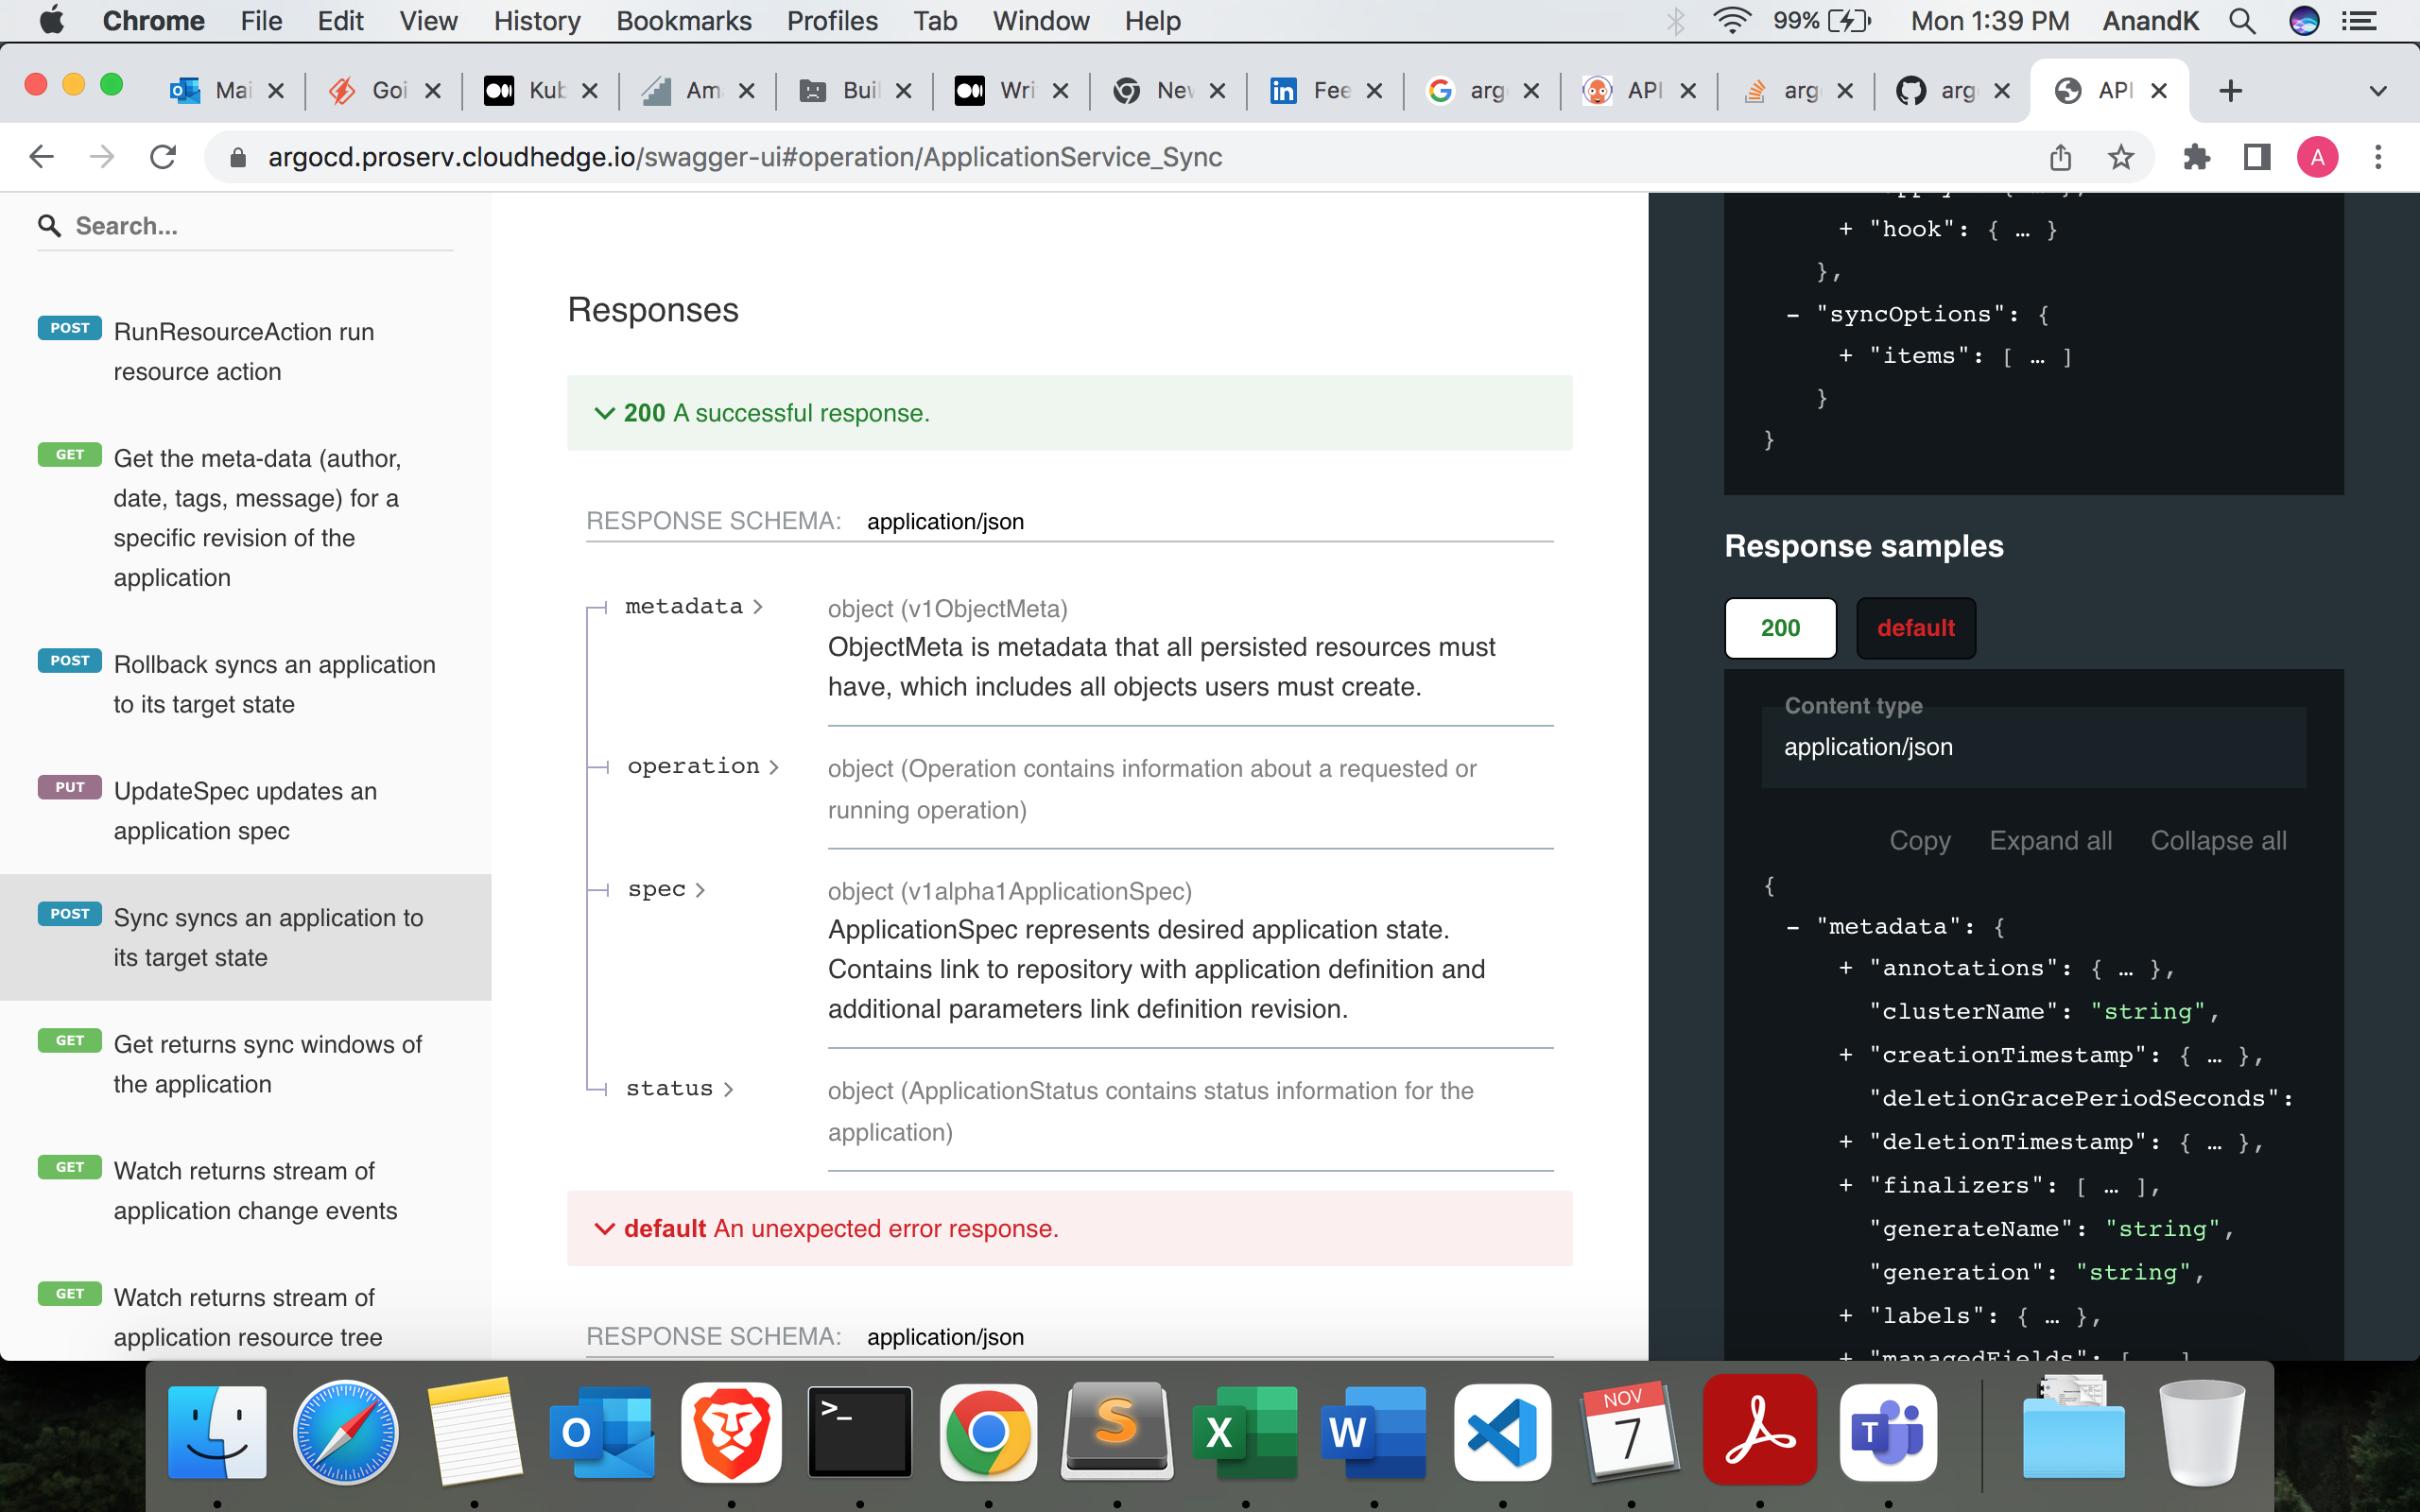 Chrome File Edit View History Bookmarks Profiles Tab Window Help 99% Mon 1:39 PM AnandK
Mai Goi Kub Ama Buil Wri Nev Fee arg API arg arg API
argocd.proserv.cloudhedge.io/swagger-ui#operation/ApplicationService_Sync
Search...
POST RunResourceAction run
resource action
GET Get the meta-data (author,
date, tags, message) for a
specific revision of the
application
POST Rollback syncs an application
to its target state
PUT UpdateSpec updates an
application spec
POST Sync syncs an application to
its target state
GET Get returns sync windows of
the application
GET Watch returns stream of
application change events
GET Watch returns stream of
application resource tree
Responses
200 A successful response.
RESPONSE SCHEMA: application/json
metadata > object (v1ObjectMeta)
ObjectMeta is metadata that all persisted resources must
have, which includes all objects users must create.
operation > object (Operation contains information about a requested or
running operation)
spec > object (v1alpha1ApplicationSpec)
ApplicationSpec represents desired application state.
Contains link to repository with application definition and
additional parameters link definition revision.
status > object (ApplicationStatus contains status information for the
application)
default An unexpected error response.
RESPONSE SCHEMA: application/json
+ "hook": { … }
},
- "syncOptions": {
+ "items": [ … ]
}
}
Response samples
200 default
Content type
application/json
Copy Expand all Collapse all
{
- "metadata": {
+ "annotations": { … },
"clusterName": "string",
+ "creationTimestamp": { … },
"deletionGracePeriodSeconds":
+ "deletionTimestamp": { … },
+ "finalizers": [ … ],
"generateName": "string",
"generation": "string",
+ "labels": { … },
+ "managedFields": [
NOV
7